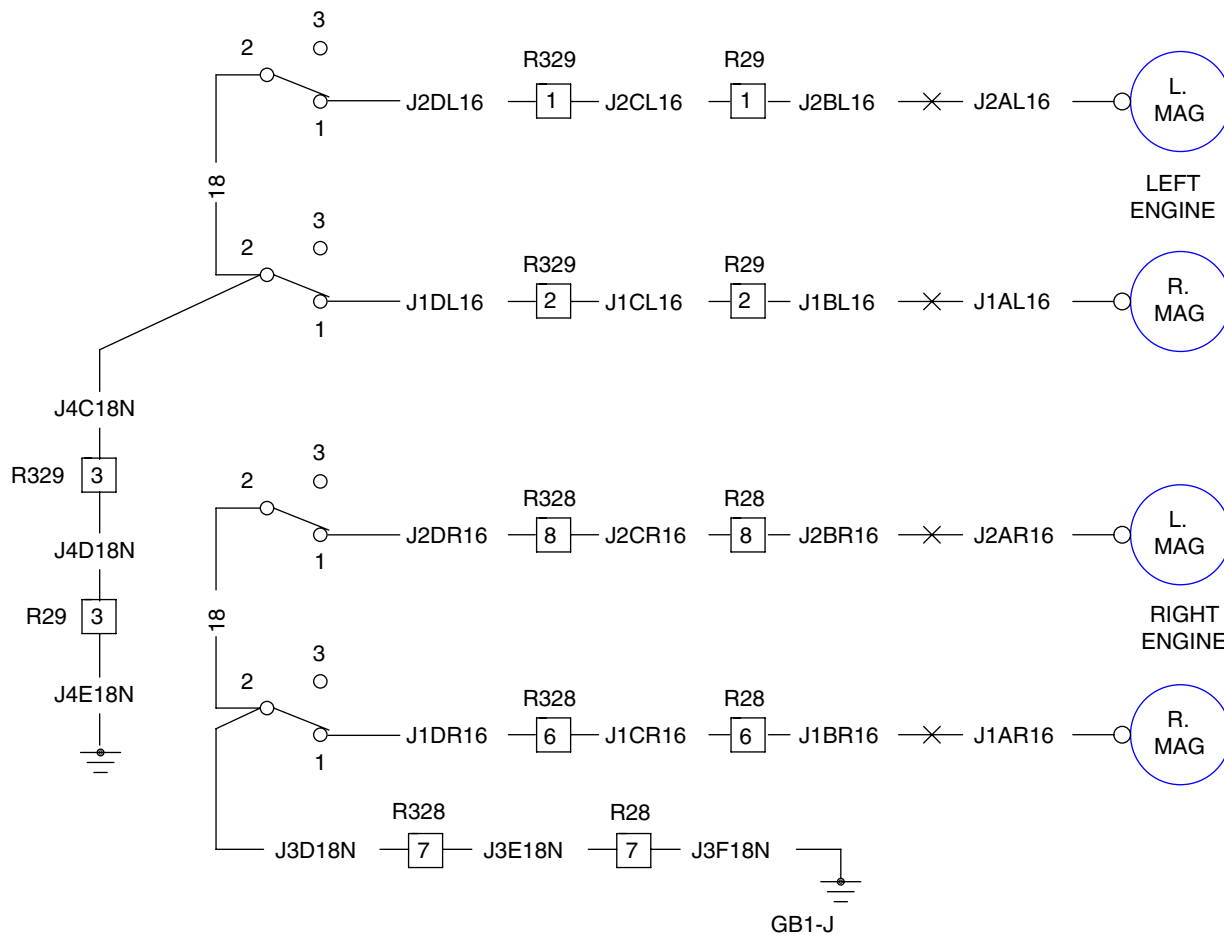 3
2
R329
R29
1
J2DL16
1
J2CL16
1
J2BL16
J2AL16
L.
MAG
LEFT
ENGINE
18
3
2
R329
R29
1
J1DL16
2
J1CL16
2
J1BL16
J1AL16
R.
MAG
J4C18N
R329
3
J4D18N
R29
3
J4E18N
3
2
R328
R28
1
J2DR16
8
J2CR16
8
J2BR16
J2AR16
L.
MAG
RIGHT
ENGINE
18
3
2
R328
R28
1
J1DR16
6
J1CR16
6
J1BR16
J1AR16
R.
MAG
R328
R28
J3D18N
7
J3E18N
7
J3F18N
GB1-J